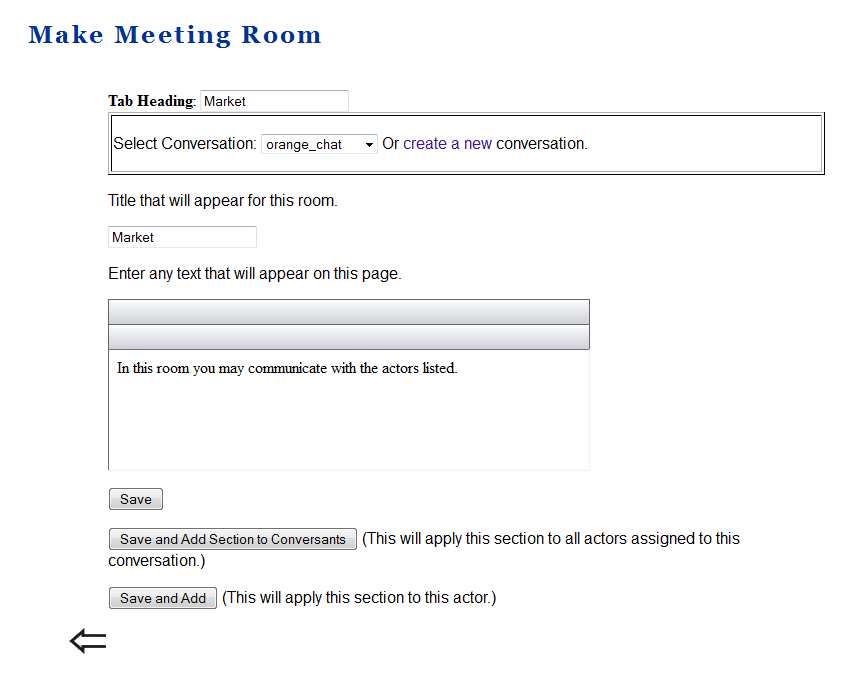 Make Meeting Room
Tab Heading: Market
Select Conversation: orange_chat Or create a new conversation.
Title that will appear for this room.
Market
Enter any text that will appear on this page.
In this room you may communicate with the actors listed.
Save
Save and Add Section to Conversants (This will apply this section to all actors assigned to this
conversation.)
Save and Add (This will apply this section to this actor.)